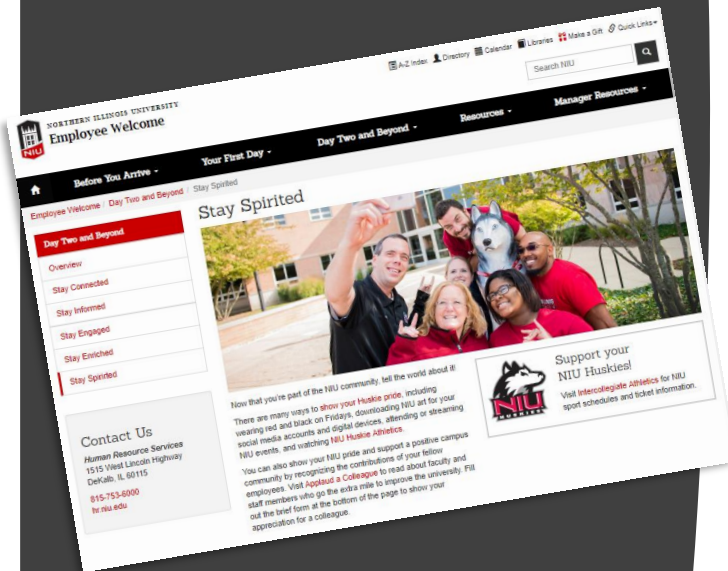 A-Z Index Directory Calendar Libraries Make a Gift Quick Links
Search NIU
NIU
NORTHERN ILLINOIS UNIVERSITY
Employee Welcome
Before You Arrive
Your First Day
Day Two and Beyond
Resources
Manager Resources
Employee Welcome / Day Two and Beyond / Stay Spirited
Day Two and Beyond
Overview
Stay Connected
Stay Informed
Stay Engaged
Stay Enriched
Stay Spirited
Contact Us
Human Resource Services
1515 West Lincoln Highway
DeKalb, IL 60115
815-753-6000
hr.niu.edu
Stay Spirited
Now that you're part of the NIU community, tell the world about it!
There are many ways to show your Huskie pride, including
wearing red and black on Fridays, downloading NIU art for your
social media accounts and digital devices, attending or streaming
NIU events, and watching NIU Huskie Athletics.
You can also show your NIU pride and support a positive campus
community by recognizing the contributions of your fellow
employees. Visit Applaud a Colleague to read about faculty and
staff members who go the extra mile to improve the university. Fill
out the brief form at the bottom of the page to show your
appreciation for a colleague.
NIU
HUSKIES
Support your
NIU Huskies!
Visit Intercollegiate Athletics for NIU
sport schedules and ticket information.